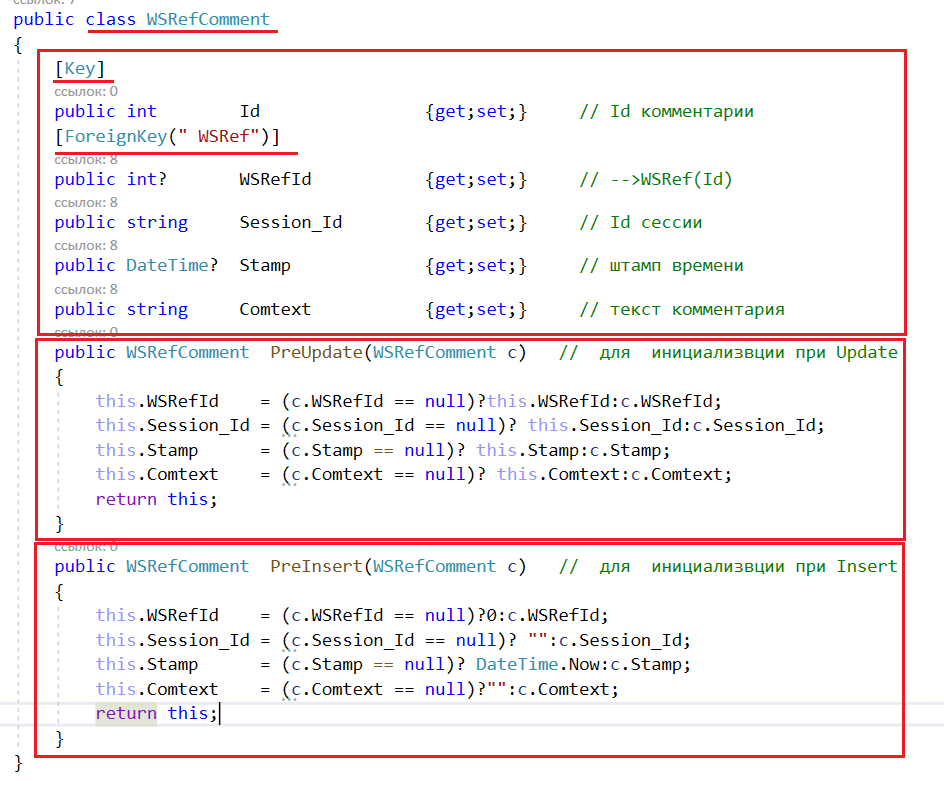 ссылок: 7
public class WSRefComment
{
[Key]
ссылок: 0
public int Id {get;set;} // Id комментарии
[ForeignKey(" WSRef")]
ссылок: 8
public int? WSRefId {get;set;} // -->WSRef(Id)
ссылок: 8
public string Session_Id {get;set;} // Id сессии
ссылок: 8
public DateTime? Stamp {get;set;} // штамп времени
ссылок: 8
public string Comtext {get;set;} // текст комментария
ссылок: 0
public WSRefComment PreUpdate(WSRefComment c) // для инициализвции при Update
{
this.WSRefId = (c.WSRefId == null)?this.WSRefId:c.WSRefId;
this.Session_Id = (c.Session_Id == null)? this.Session_Id:c.Session_Id;
this.Stamp = (c.Stamp == null)? this.Stamp:c.Stamp;
this.Comtext = (c.Comtext == null)? this.Comtext:c.Comtext;
return this;
}
ссылок: 0
public WSRefComment PreInsert(WSRefComment c) // для инициализвции при Insert
{
this.WSRefId = (c.WSRefId == null)?0:c.WSRefId;
this.Session_Id = (c.Session_Id == null)? "":c.Session_Id;
this.Stamp = (c.Stamp == null)? DateTime.Now:c.Stamp;
this.Comtext = (c.Comtext == null)?"":c.Comtext;
return this;
}
}